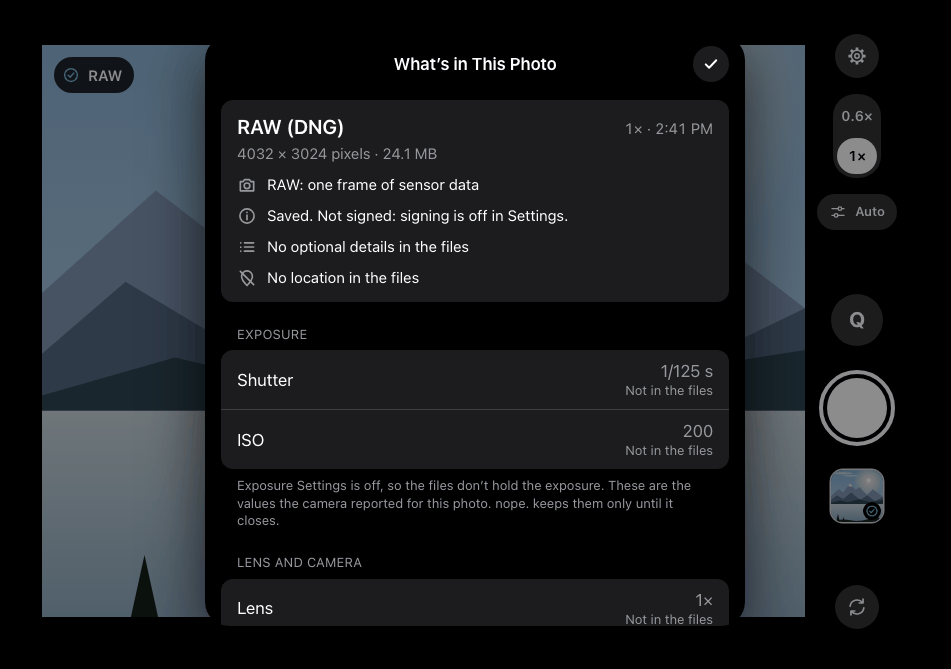 RAW
What's in This Photo
RAW (DNG)
1× · 2:41 PM
4032 × 3024 pixels · 24.1 MB
RAW: one frame of sensor data
Saved. Not signed: signing is off in Settings.
No optional details in the files
No location in the files
EXPOSURE
Shutter
1/125 s
Not in the files
ISO
200
Not in the files
Exposure Settings is off, so the files don't hold the exposure. These are the
values the camera reported for this photo. nope. keeps them only until it
closes.
LENS AND CAMERA
Lens
1×
Not in the files
0.6×
1×
Auto
Q